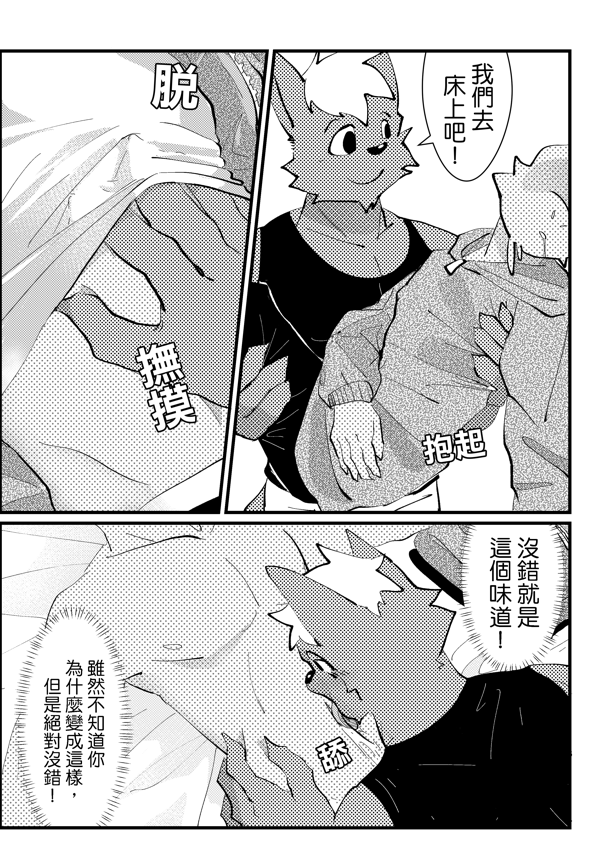 我們去
床上吧！
抱起
脱
撫摸
沒錯就是
這個味道！
舔
雖然不知道你
為什麼變成這樣，
但是絕對沒錯！